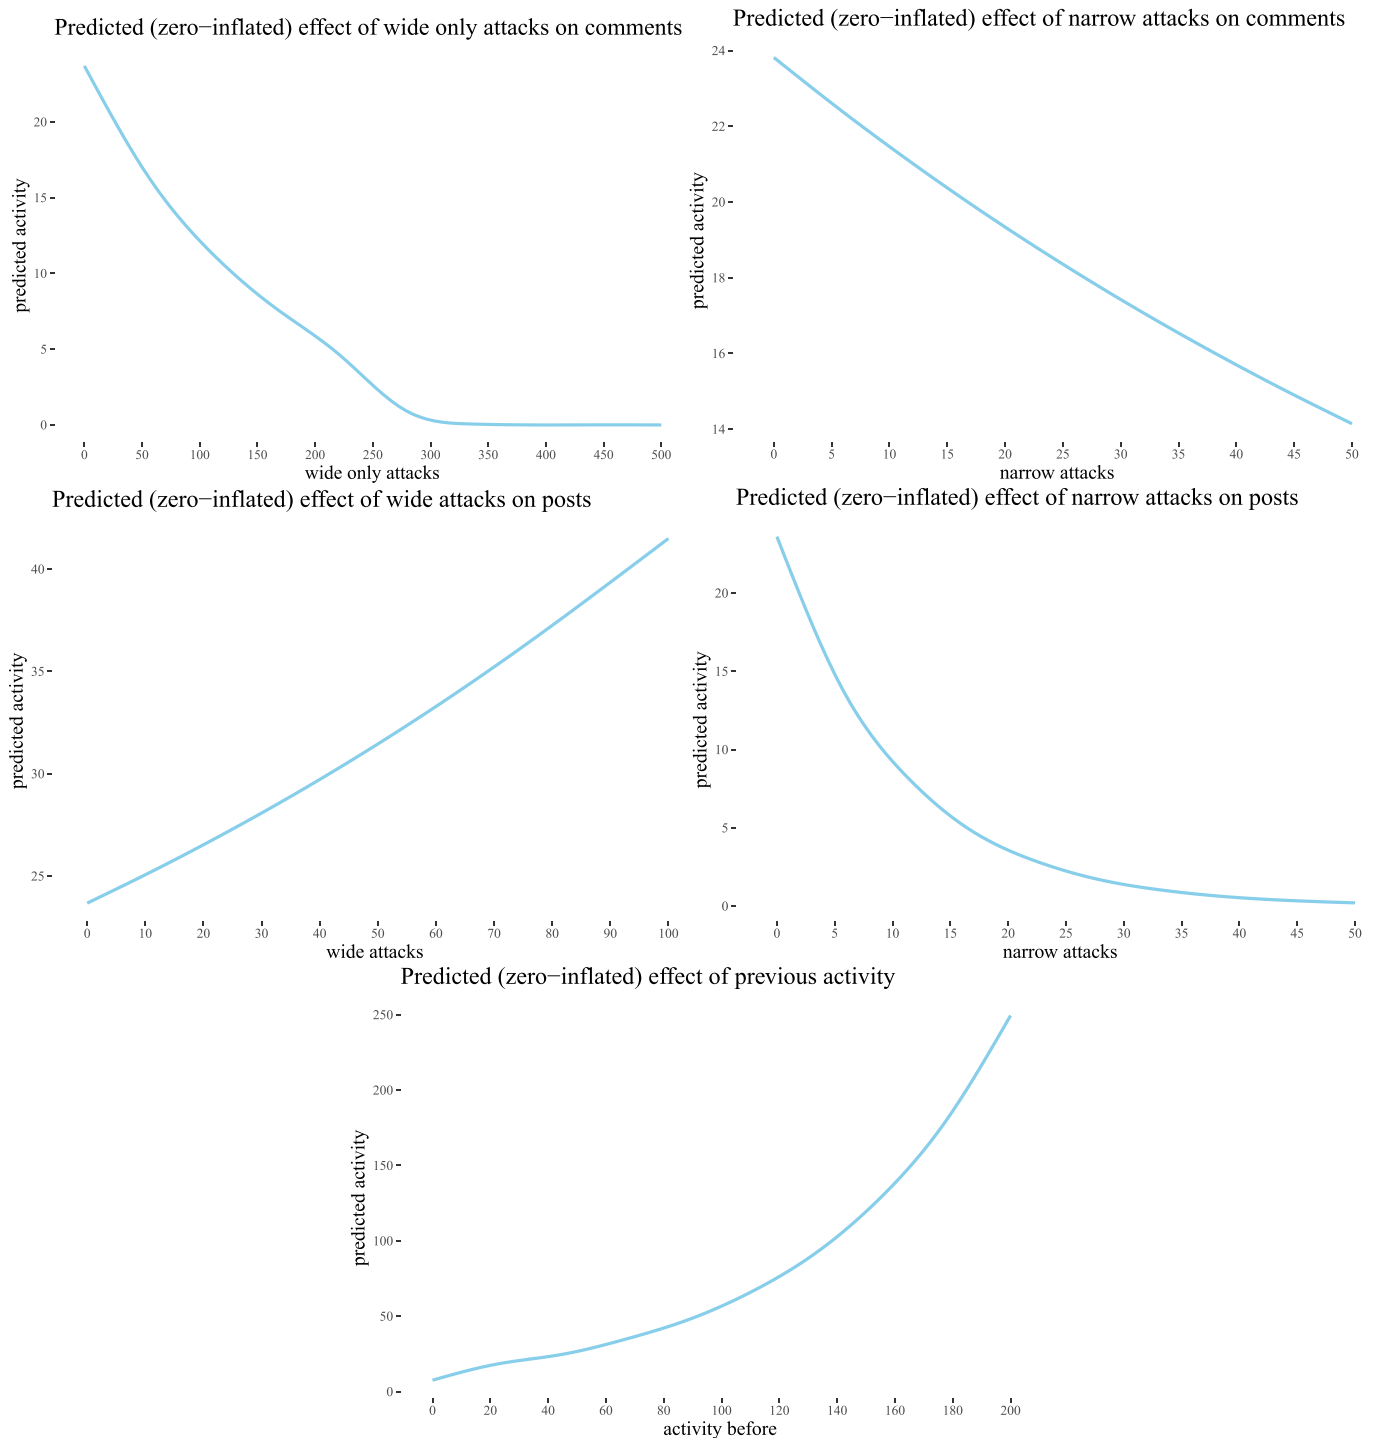 Predicted (zero−inflated) effect of wide only attacks on comments
predicted activity
20
15
10
5
0
0 50 100 150 200 250 300 350 400 450 500
wide only attacks
Predicted (zero−inflated) effect of narrow attacks on comments
predicted activity
24
22
20
18
16
14
0 5 10 15 20 25 30 35 40 45 50
narrow attacks
Predicted (zero−inflated) effect of wide attacks on posts
predicted activity
40
35
30
25
0 10 20 30 40 50 60 70 80 90 100
wide attacks
Predicted (zero−inflated) effect of narrow attacks on posts
predicted activity
20
15
10
5
0
0 5 10 15 20 25 30 35 40 45 50
narrow attacks
Predicted (zero−inflated) effect of previous activity
predicted activity
250
200
150
100
50
0
0 20 40 60 80 100 120 140 160 180 200
activity before